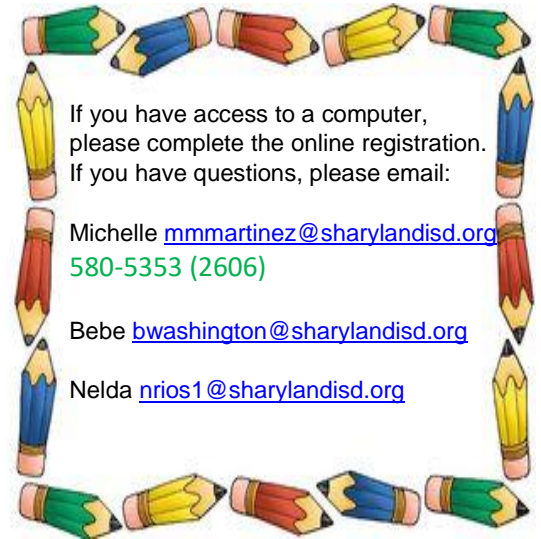 If you have access to a computer,
please complete the online registration.
If you have questions, please email:
Michelle mmmartinez@sharylandisd.org
580-5353 (2606)
Bebe bwashington@sharylandisd.org
Nelda nrios1@sharylandisd.org